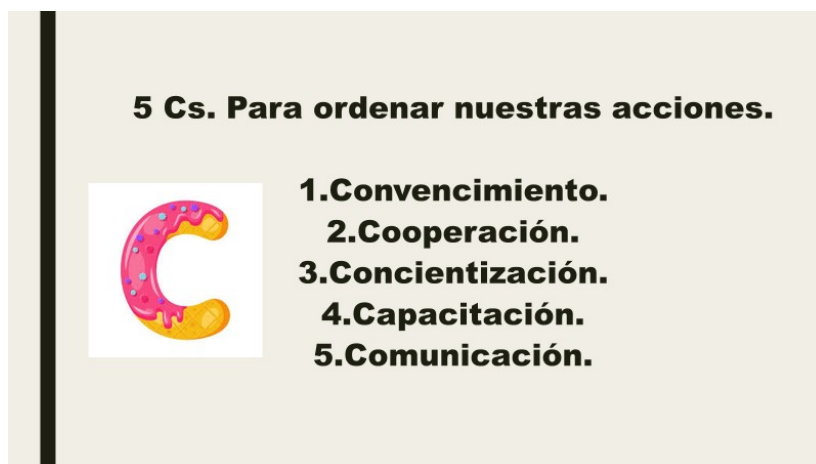 5 Cs. Para ordenar nuestras acciones.
1.Convencimiento.
2.Cooperación.
3.Concientización.
4.Capacitación.
5.Comunicación.
C